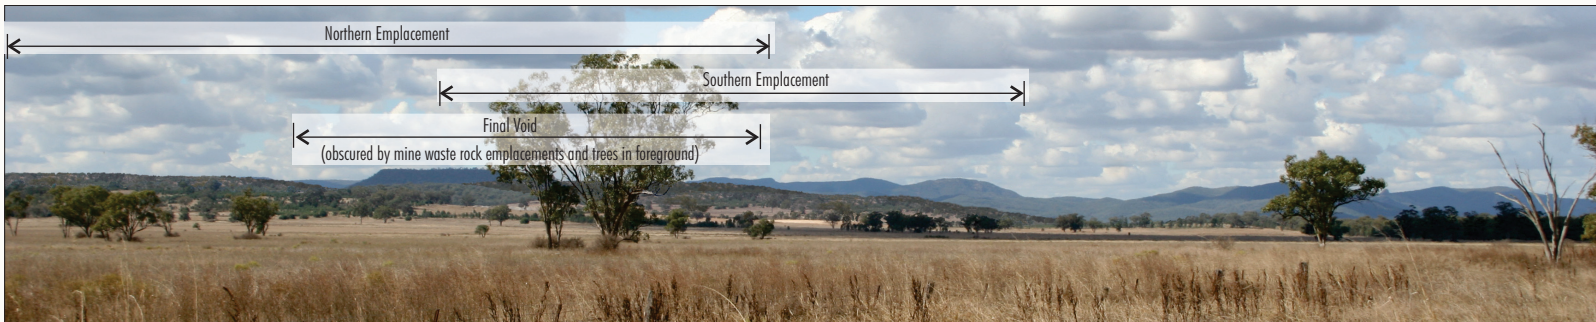 Northern Emplacement
Southern Emplacement
Final Void
(obscured by mine waste rock emplacements and trees in foreground)